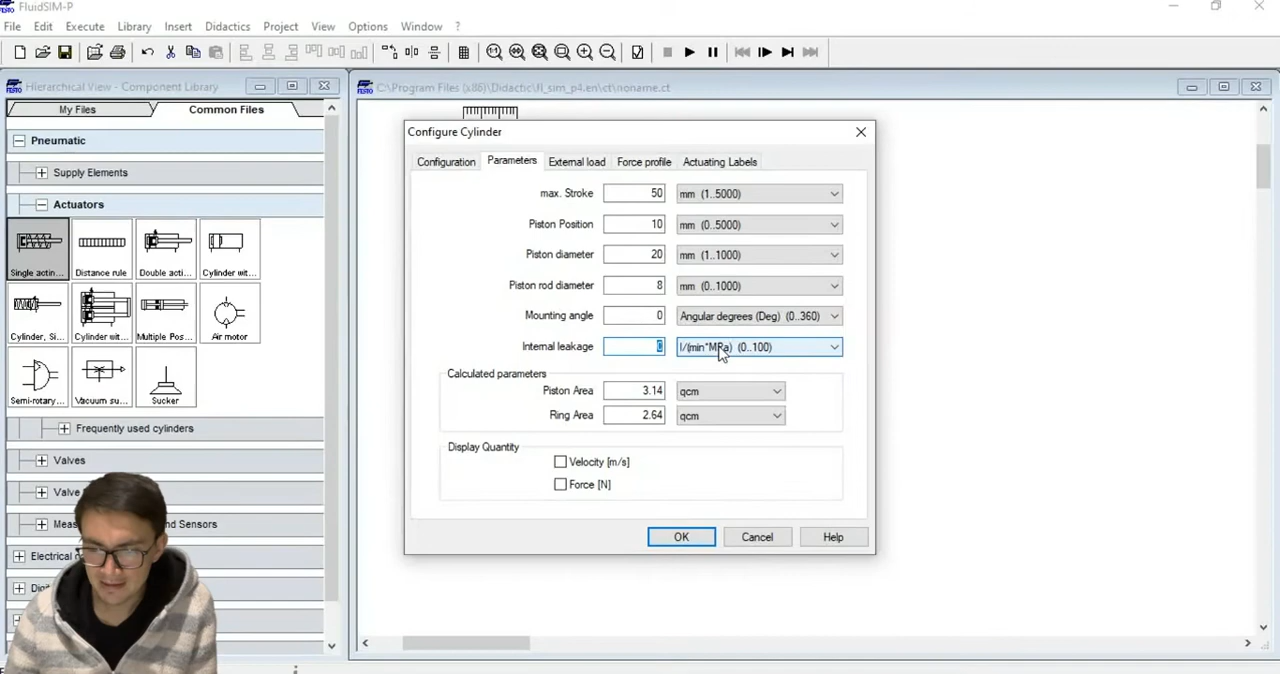 FluidSIM-P
File Edit Execute Library Insert Didactics Project View Options Window ?
Hierarchical View - Component Library
My Files Common Files
Pneumatic
Supply Elements
Actuators
Single actin... Distance rule Double acti... Cylinder wit...
Cylinder, Si... Cylinder wit... Multiple Pos... Air motor
Semi-rotary... Vacuum su... Sucker
Frequently used cylinders
Valves
Valve
Mea and Sensors
Electrical
FESTO
C:\Program Files (x86)\Didactic\fl_sim_p4.en\ct\noname.ct
Configure Cylinder
Configuration Parameters External load Force profile Actuating Labels
max. Stroke 50 mm (1..5000)
Piston Position 10 mm (0..5000)
Piston diameter 20 mm (1..1000)
Piston rod diameter 8 mm (0..1000)
Mounting angle 0 Angular degrees (Deg) (0..360)
Internal leakage 0 l/(min*MPa) (0..100)
Calculated parameters
Piston Area 3.14 qcm
Ring Area 2.64 qcm
Display Quantity
Velocity [m/s]
Force [N]
OK Cancel Help